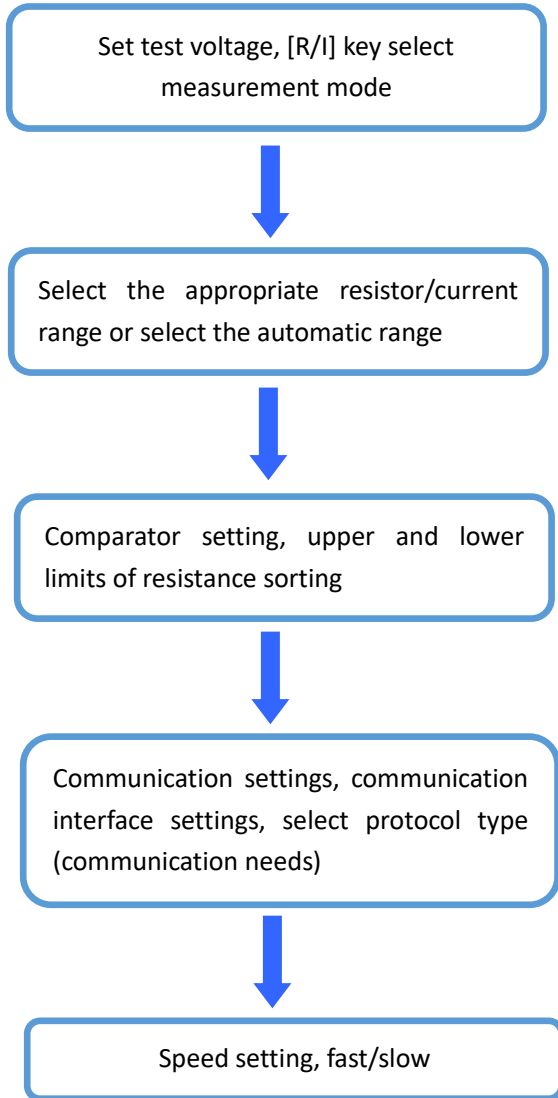 Set test voltage, [R/I] key select
measurement mode
Select the appropriate resistor/current
range or select the automatic range
Comparator setting, upper and lower
limits of resistance sorting
Communication settings, communication
interface settings, select protocol type
(communication needs)
Speed setting, fast/slow